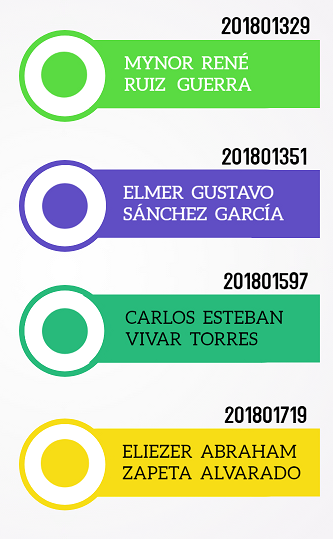 201801329
MYNOR RENÉ
RUIZ GUERRA
201801351
ELMER GUSTAVO
SÁNCHEZ GARCÍA
201801597
CARLOS ESTEBAN
VIVAR TORRES
201801719
ELIEZER ABRAHAM
ZAPETA ALVARADO